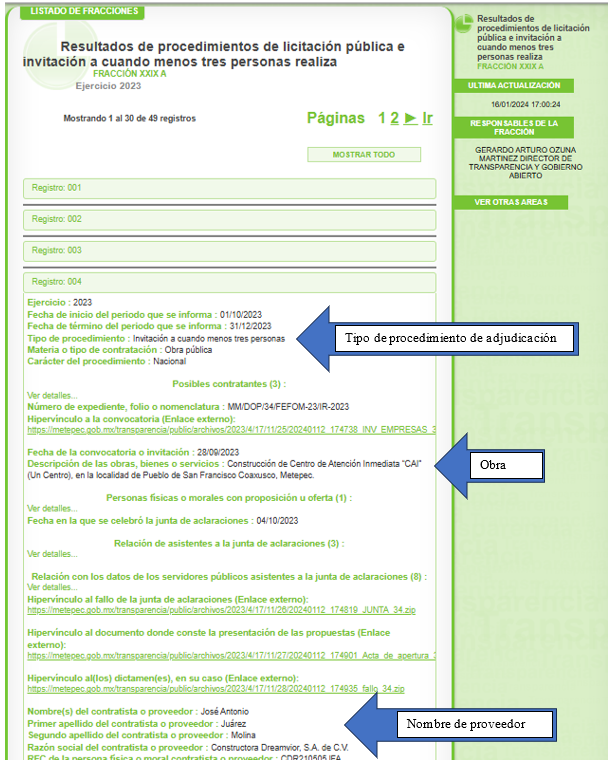 LISTADO DE FRACCIONES
Resultados de procedimientos de licitación pública e
invitación a cuando menos tres personas realiza
FRACCIÓN XXIX A
Ejercicio 2023
Mostrando 1 al 30 de 49 registros
Páginas 1 2 ► Ir
MOSTRAR TODO
Registro: 001
Registro: 002
Registro: 003
Registro: 004
Ejercicio : 2023
Fecha de inicio del periodo que se informa : 01/10/2023
Fecha de término del periodo que se informa : 31/12/2023
Tipo de procedimiento : Invitación a cuando menos tres personas
Materia o tipo de contratación : Obra pública
Carácter del procedimiento : Nacional
Tipo de procedimiento de adjudicación
Posibles contratantes (3) :
Ver detalles...
Número de expediente, folio o nomenclatura : MM/DOP/34/FEFOM-23/IR-2023
Hipervínculo a la convocatoria (Enlace externo):
https://metepec.gob.mx/transparencia/public/archivos/2023/4/17/11/25/20240112_174738_INV_EMPRESAS_3
Fecha de la convocatoria o invitación : 28/09/2023
Descripción de las obras, bienes o servicios : Construcción de Centro de Atención Inmediata "CAI"
(Un Centro), en la localidad de Pueblo de San Francisco Coaxusco, Metepec.
Obra
Personas físicas o morales con proposición u oferta (1) :
Ver detalles...
Fecha en la que se celebró la junta de aclaraciones : 04/10/2023
Relación de asistentes a la junta de aclaraciones (3) :
Ver detalles...
Relación con los datos de los servidores públicos asistentes a la junta de aclaraciones (8) :
Ver detalles...
Hipervínculo al fallo de la junta de aclaraciones (Enlace externo):
https://metepec.gob.mx/transparencia/public/archivos/2023/4/17/11/26/20240112_174819_JUNTA_34.zip
Hipervínculo al documento donde conste la presentación de las propuestas (Enlace
externo):
https://metepec.gob.mx/transparencia/public/archivos/2023/4/17/11/27/20240112_174901_Acta_de_apertura_3
Hipervínculo al(los) dictamen(es), en su caso (Enlace externo):
https://metepec.gob.mx/transparencia/public/archivos/2023/4/17/11/28/20240112_174935_fallo_34.zip
Nombre(s) del contratista o proveedor : José Antonio
Primer apellido del contratista o proveedor : Juárez
Segundo apellido del contratista o proveedor : Molina
Razón social del contratista o proveedor : Constructora Dreamvior, S.A. de C.V.
RFC de la persona física o moral contratista o proveedor :
Nombre de proveedor
Resultados de
procedimientos de licitación
pública e invitación a
cuando menos tres
personas realiza
FRACCIÓN XXIX A
ULTIMA ACTUALIZACIÓN
16/01/2024 17:00:24
RESPONSABLES DE LA
FRACCIÓN
GERARDO ARTURO OZUNA
MARTINEZ DIRECTOR DE
TRANSPARENCIA Y GOBIERNO
ABIERTO
VER OTRAS AREAS